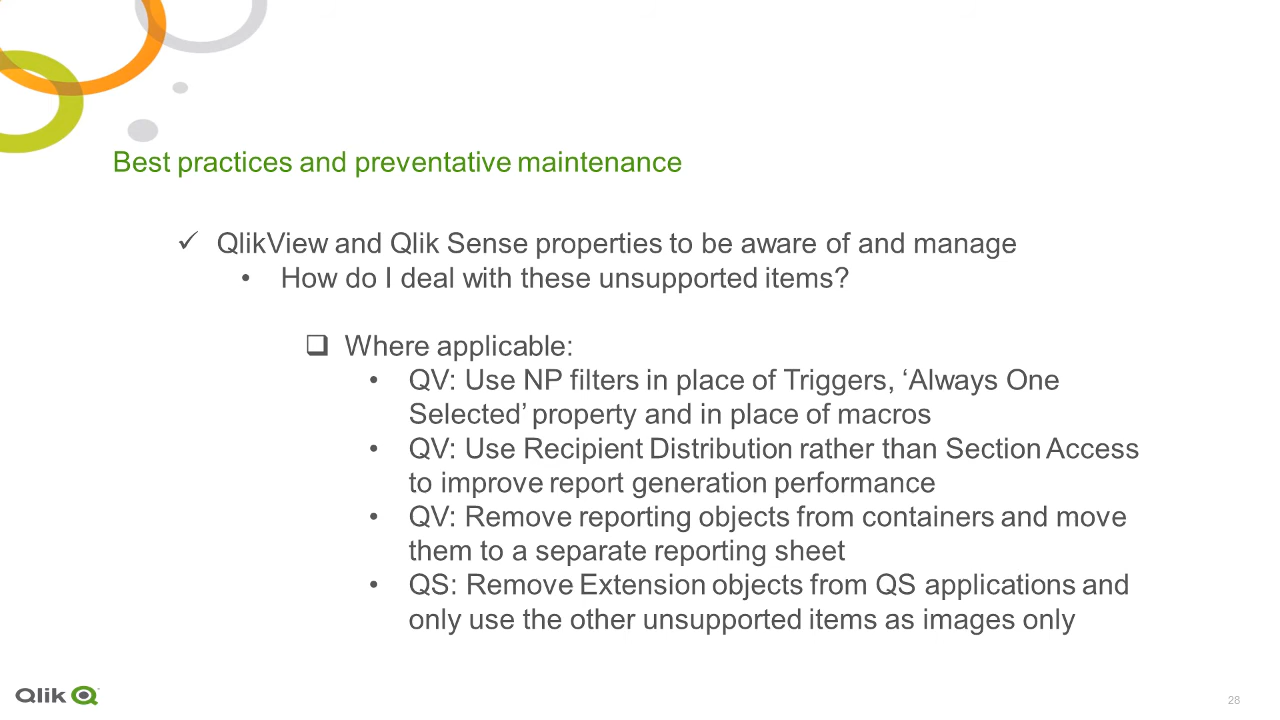 Best practices and preventative maintenance
✓ QlikView and Qlik Sense properties to be aware of and manage
• How do I deal with these unsupported items?
❑ Where applicable:
• QV: Use NP filters in place of Triggers, ‘Always One
Selected’ property and in place of macros
• QV: Use Recipient Distribution rather than Section Access
to improve report generation performance
• QV: Remove reporting objects from containers and move
them to a separate reporting sheet
• QS: Remove Extension objects from QS applications and
only use the other unsupported items as images only
Qlik
28